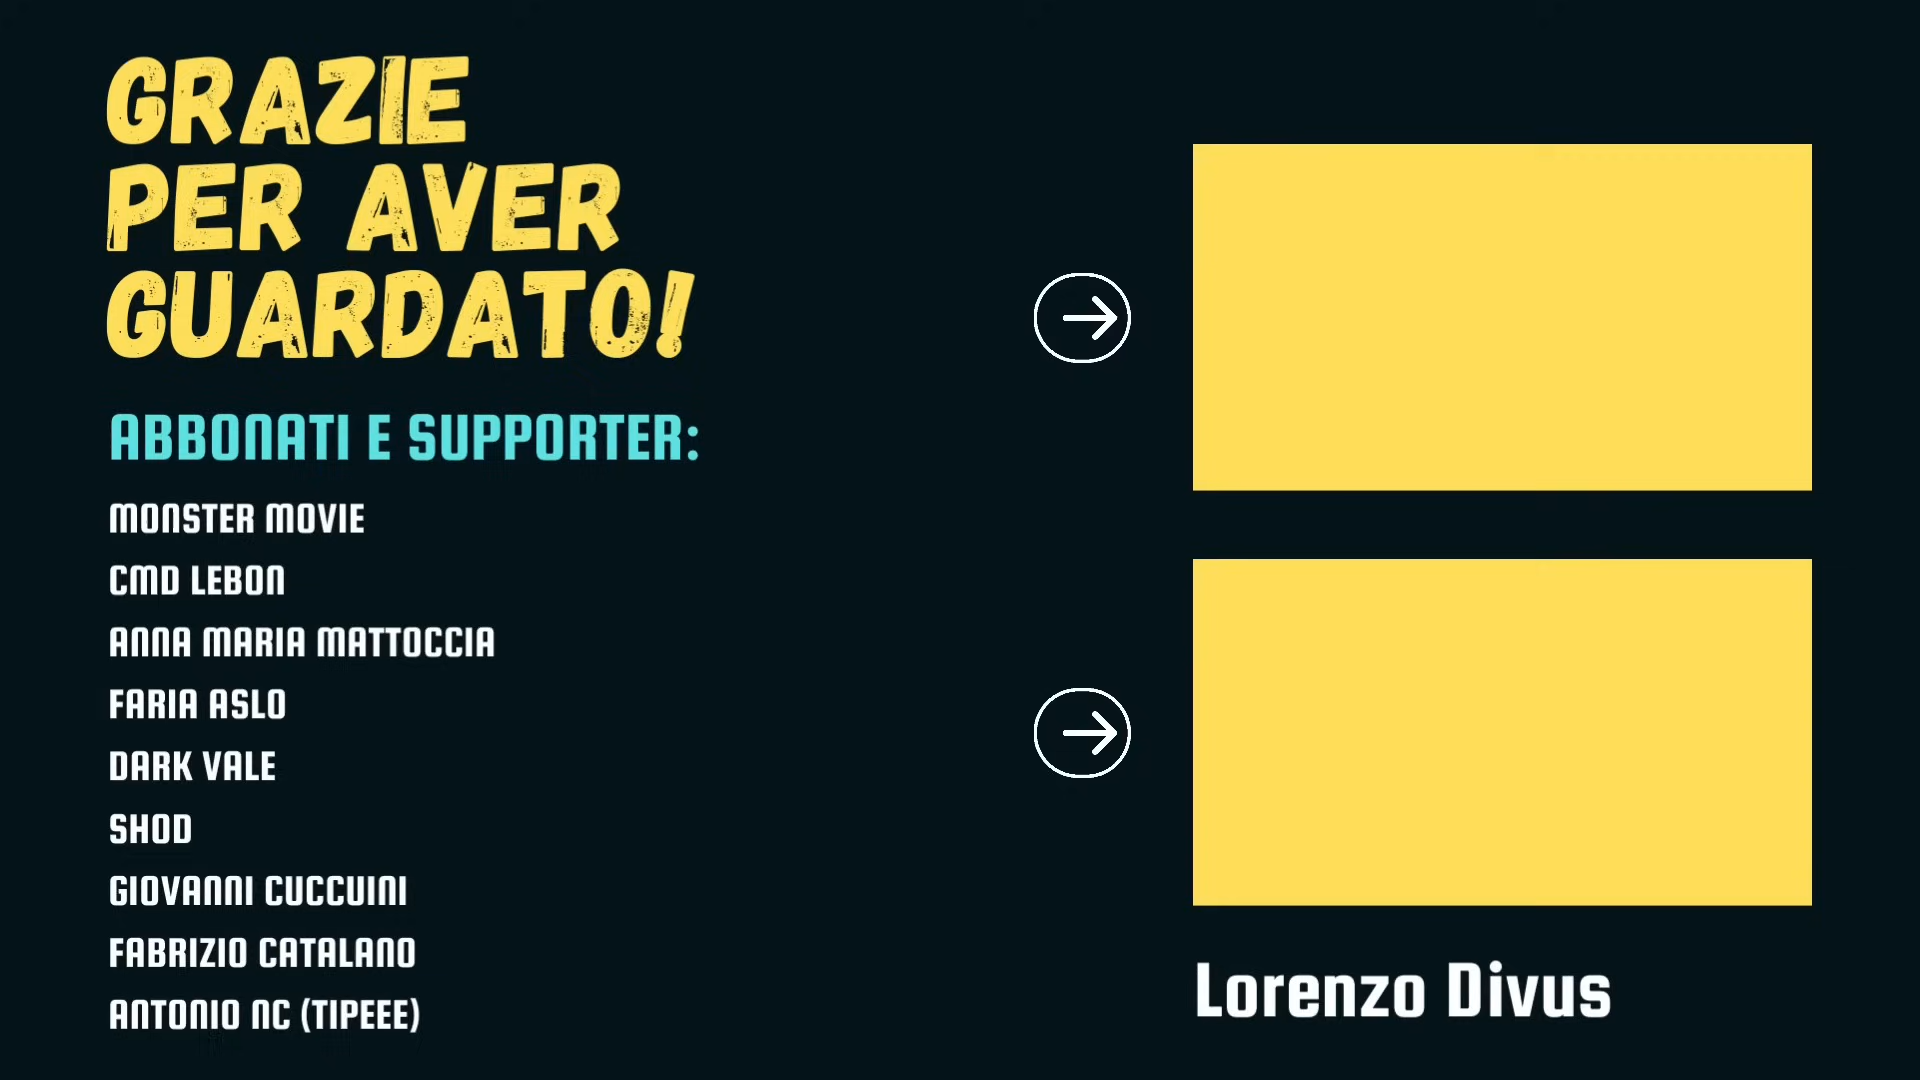 GRAZIE
PER AVER
GUARDATO!
ABBONATI E SUPPORTER:
MONSTER MOVIE
CMD LEBON
ANNA MARIA MATTOCCIA
FARIA ASLO
DARK VALE
SHOD
GIOVANNI CUCCUINI
FABRIZIO CATALANO
ANTONIO NC (TIPEEE)
Lorenzo Divus